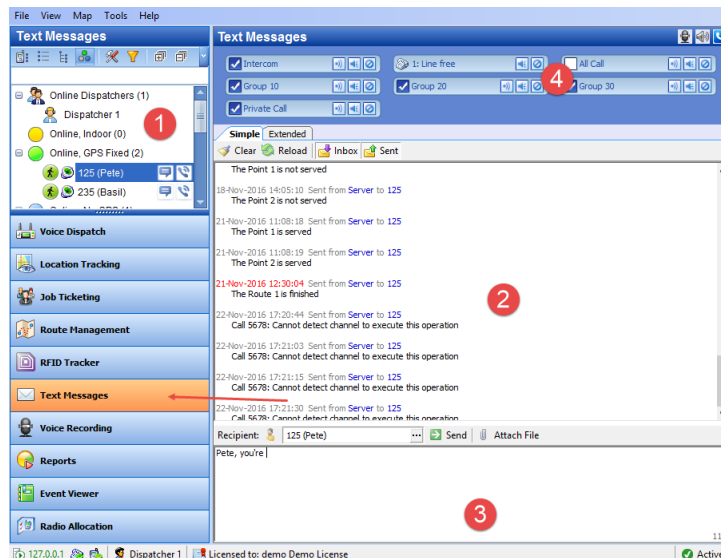 File View Map Tools Help
Text Messages
Online Dispatchers (1)
Dispatcher 1
Online, Indoor (0)
Online, GPS Fixed (2)
125 (Pete)
235 (Basil)
1
Voice Dispatch
Location Tracking
Job Ticketing
Route Management
RFID Tracker
Text Messages
Voice Recording
Reports
Event Viewer
Radio Allocation
Text Messages
Intercom 1: Line free All Call
Group 10 Group 20 Group 30
Private Call
4
Simple Extended
Clear Reload Inbox Sent
The Point 1 is not served
18-Nov-2016 14:05:10 Sent from Server to 125
The Point 2 is not served
21-Nov-2016 11:08:18 Sent from Server to 125
The Point 1 is served
21-Nov-2016 11:08:19 Sent from Server to 125
The Point 2 is served
21-Nov-2016 12:30:04 Sent from Server to 125
The Route 1 is finished
22-Nov-2016 17:20:44 Sent from Server to 125
Call 5678: Cannot detect channel to execute this operation
22-Nov-2016 17:21:03 Sent from Server to 125
Call 5678: Cannot detect channel to execute this operation
22-Nov-2016 17:21:15 Sent from Server to 125
Call 5678: Cannot detect channel to execute this operation
22-Nov-2016 17:21:30 Sent from Server to 125
Call 5678: Cannot detect channel to execute this operation
2
Recipient: 125 (Pete) ... Send Attach File
Pete, you're
3
11
127.0.0.1 Dispatcher 1 Licensed to: demo Demo License Active